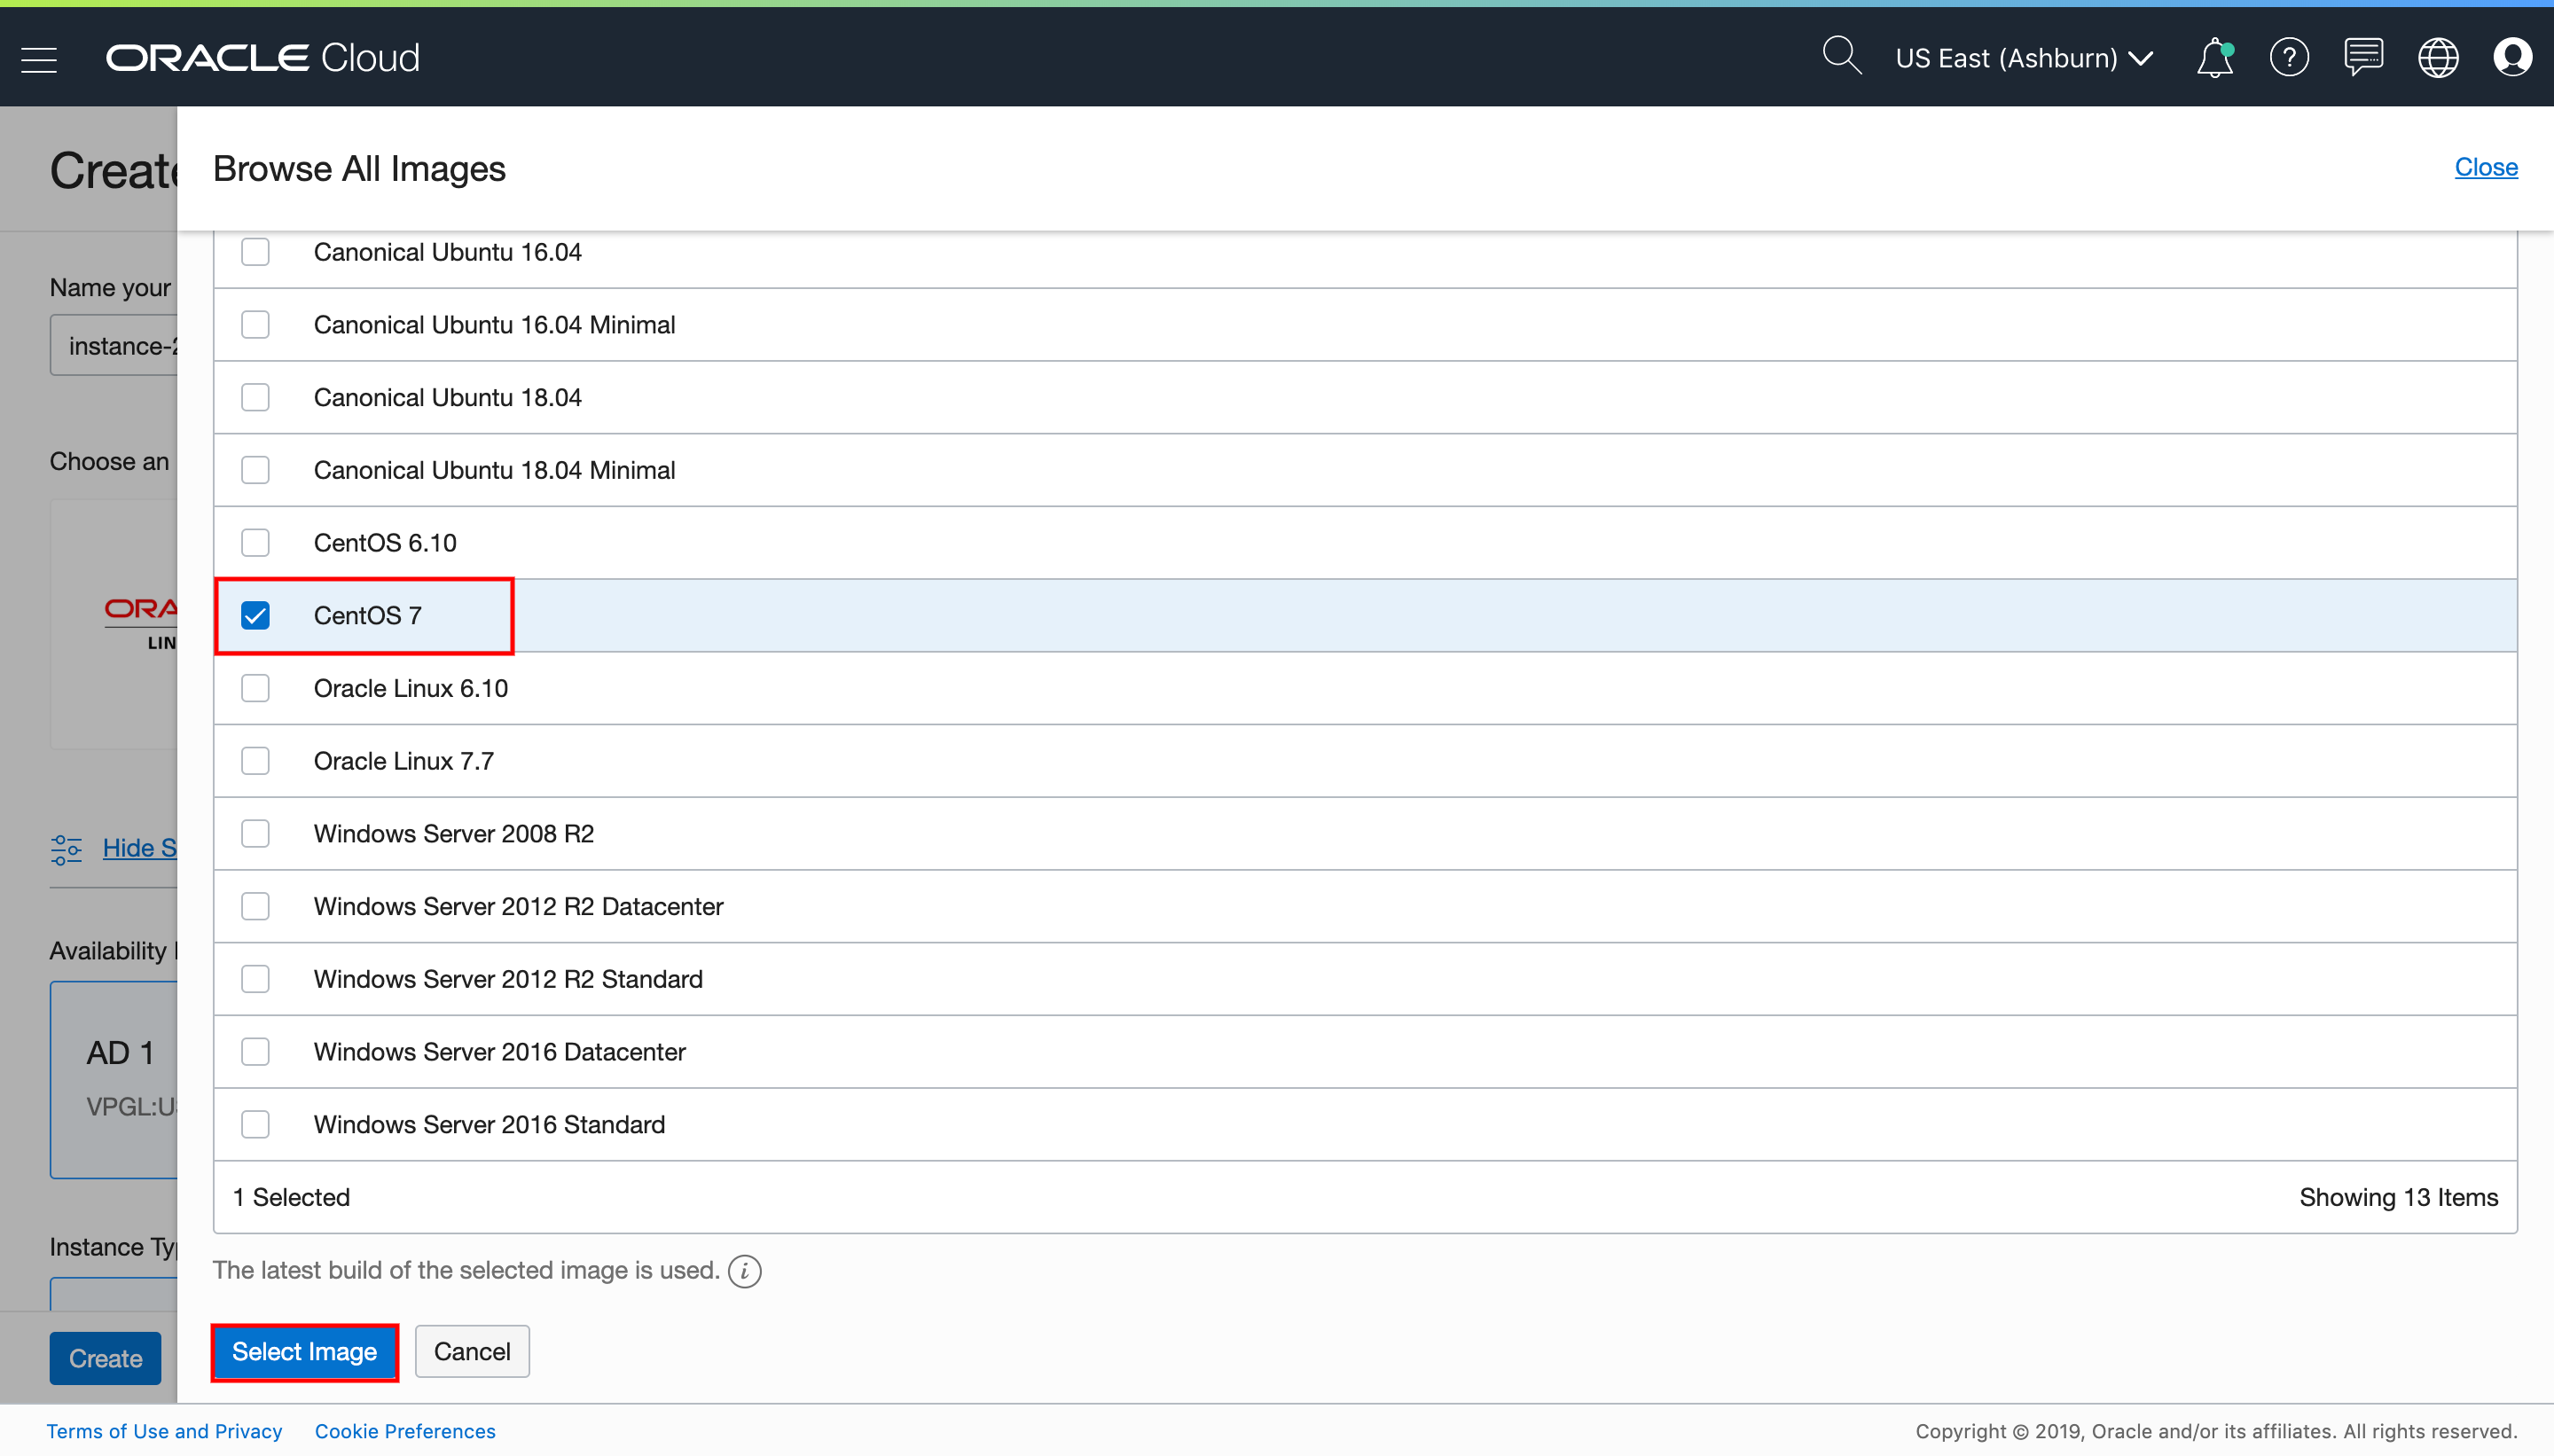 ORACLE Cloud
US East (Ashburn)
Create
Browse All Images
Close
Name your
instance-2
Choose an
ORA
LIN
Hide S
Availability
AD 1
VPGL:U
Instance Ty
Create
Canonical Ubuntu 16.04
Canonical Ubuntu 16.04 Minimal
Canonical Ubuntu 18.04
Canonical Ubuntu 18.04 Minimal
CentOS 6.10
CentOS 7
Oracle Linux 6.10
Oracle Linux 7.7
Windows Server 2008 R2
Windows Server 2012 R2 Datacenter
Windows Server 2012 R2 Standard
Windows Server 2016 Datacenter
Windows Server 2016 Standard
1 Selected
Showing 13 Items
The latest build of the selected image is used.
Select Image
Cancel
Terms of Use and Privacy
Cookie Preferences
Copyright © 2019, Oracle and/or its affiliates. All rights reserved.